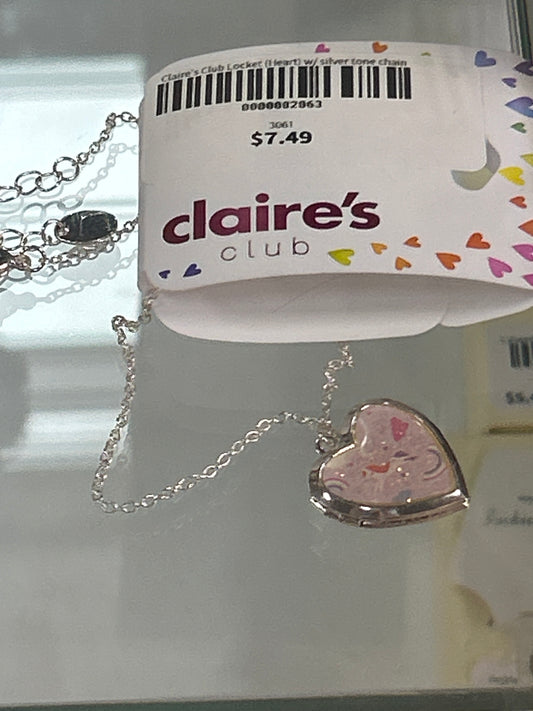 Claire's Club Locket (Heart) w/ silver tone chain
0000082063
3061
$7.49
claire's
club